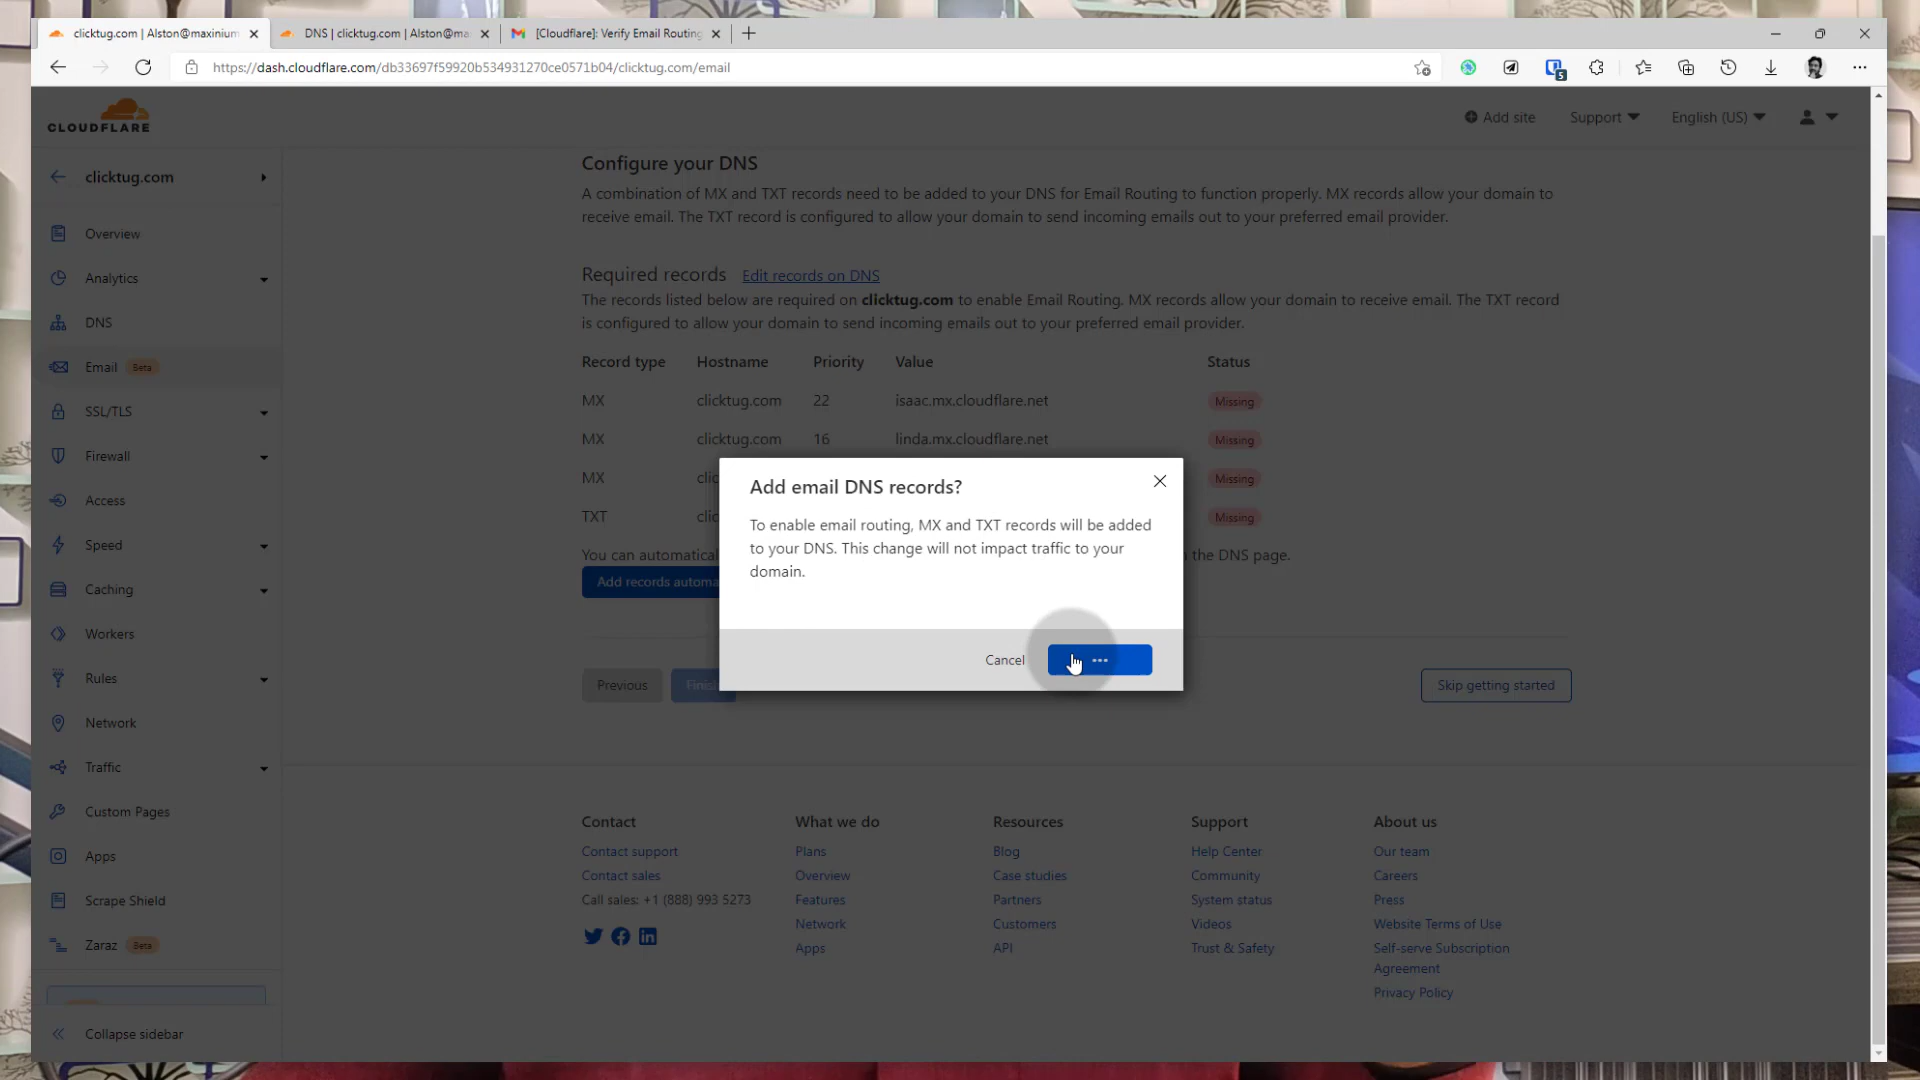 clicktug.com | Alston@maxinium
DNS | clicktug.com | Alston@ma
[Cloudflare]: Verify Email Routing
https://dash.cloudflare.com/db33697f59920b534931270ce0571b04/clicktug.com/email
5
CLOUDFLARE
Add site
Support
English (US)
clicktug.com
Overview
Analytics
DNS
Email Beta
SSL/TLS
Firewall
Access
Speed
Caching
Workers
Rules
Network
Traffic
Custom Pages
Apps
Scrape Shield
Zaraz Beta
Collapse sidebar
Configure your DNS
A combination of MX and TXT records need to be added to your DNS for Email Routing to function properly. MX records allow your domain to
receive email. The TXT record is configured to allow your domain to send incoming emails out to your preferred email provider.
Required records Edit records on DNS
The records listed below are required on clicktug.com to enable Email Routing. MX records allow your domain to receive email. The TXT record
is configured to allow your domain to send incoming emails out to your preferred email provider.
Record type Hostname Priority Value Status
MX clicktug.com 22 isaac.mx.cloudflare.net Missing
MX clicktug.com 16 linda.mx.cloudflare.net Missing
MX clic Missing
TXT clic Missing
You can automatical the DNS page.
Add records automa
Add email DNS records?
To enable email routing, MX and TXT records will be added
to your DNS. This change will not impact traffic to your
domain.
Cancel ...
Previous Finis Skip getting started
Contact
Contact support
Contact sales
Call sales: +1 (888) 993 5273
What we do
Plans
Overview
Features
Network
Apps
Resources
Blog
Case studies
Partners
Customers
API
Support
Help Center
Community
System status
Videos
Trust & Safety
About us
Our team
Careers
Press
Website Terms of Use
Self-serve Subscription
Agreement
Privacy Policy